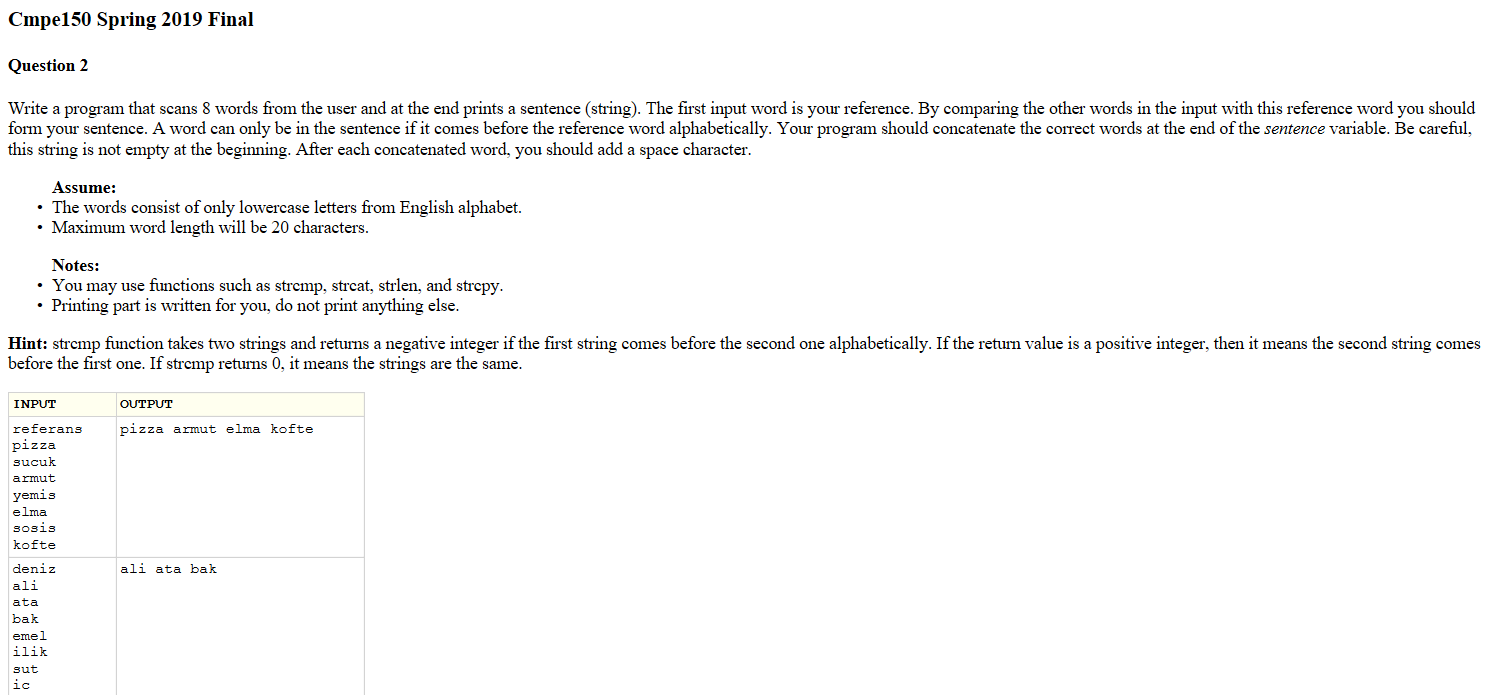 Cmpe150 Spring 2019 Final
Question 2
Write a program that scans 8 words from the user and at the end prints a sentence (string). The first input word is your reference. By comparing the other words in the input with this reference word you should
form your sentence. A word can only be in the sentence if it comes before the reference word alphabetically. Your program should concatenate the correct words at the end of the sentence variable. Be careful,
this string is not empty at the beginning. After each concatenated word, you should add a space character.
Assume:
• The words consist of only lowercase letters from English alphabet.
• Maximum word length will be 20 characters.
Notes:
• You may use functions such as strcmp, strcat, strlen, and strcpy.
• Printing part is written for you, do not print anything else.
Hint: strcmp function takes two strings and returns a negative integer if the first string comes before the second one alphabetically. If the return value is a positive integer, then it means the second string comes
before the first one. If strcmp returns 0, it means the strings are the same.
INPUT OUTPUT
referans pizza armut elma kofte
pizza
sucuk
armut
yemis
elma
sosis
kofte
deniz ali ata bak
ali
ata
bak
emel
ilik
sut
ic